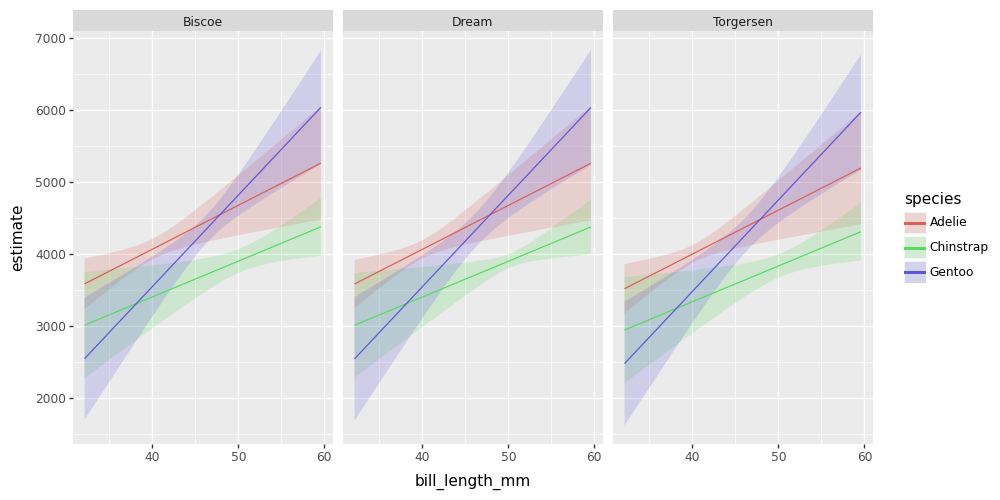 Biscoe Dream Torgersen
7000
6000
5000
4000
3000
2000
estimate
40 50 60 40 50 60 40 50 60
bill_length_mm
species
Adelie
Chinstrap
Gentoo